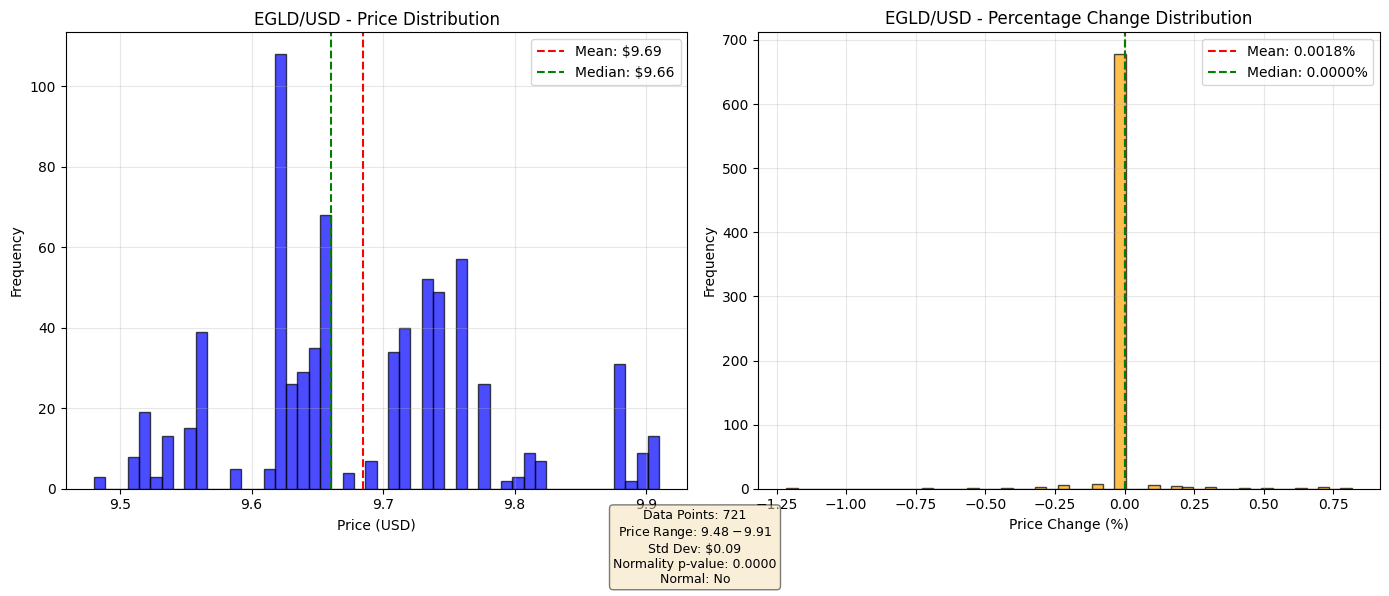 EGLD/USD - Price Distribution
Mean: $9.69
Median: $9.66
Frequency
0
20
40
60
80
100
9.5
9.6
9.7
9.8
9.9
Price (USD)
EGLD/USD - Percentage Change Distribution
Mean: 0.0018%
Median: 0.0000%
Frequency
0
100
200
300
400
500
600
700
−1.25
−1.00
−0.75
−0.50
−0.25
0.00
0.25
0.50
0.75
Price Change (%)
Data Points: 721
Price Range: 9.48 − 9.91
Std Dev: $0.09
Normality p-value: 0.0000
Normal: No